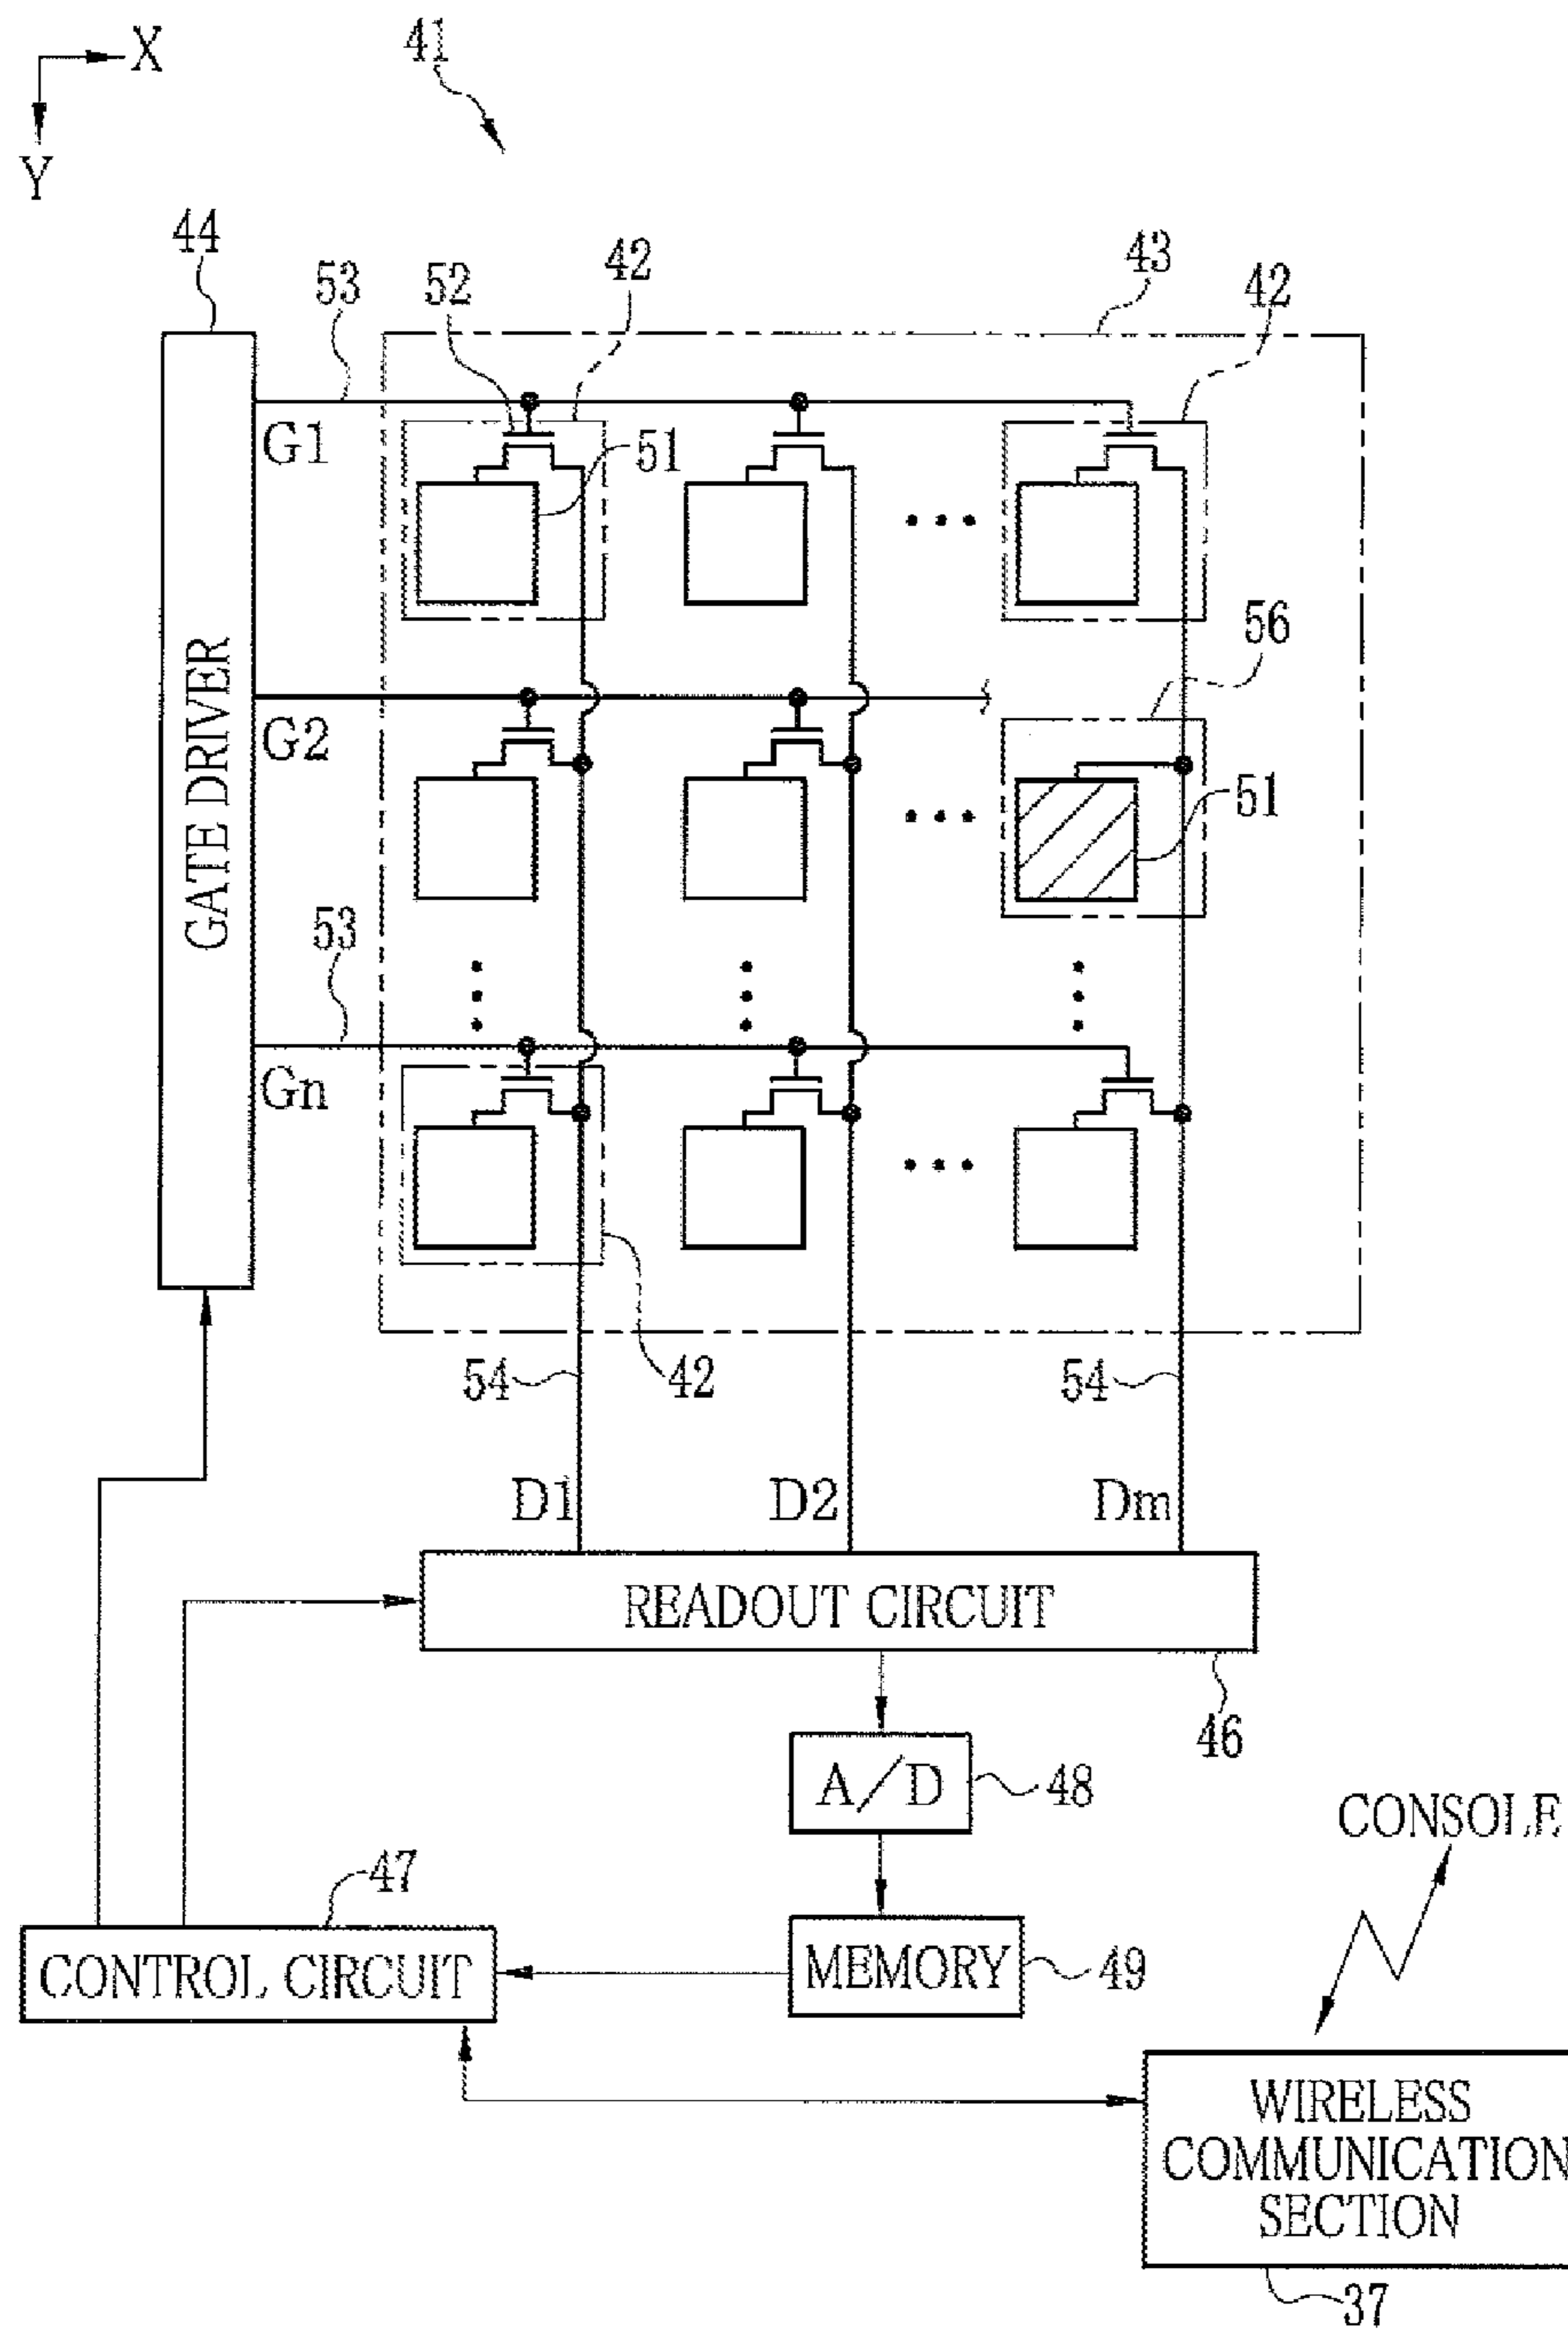 X
41
Y
44
53
52
42
43
42
G1
51
56
G2
51
GATE DRIVER
53
Gn
54
42
54
D1
D2
Dm
READOUT CIRCUIT
46
A/D
48
CONSOLE
47
CONTROL CIRCUIT
MEMORY
49
WIRELESS
COMMUNICATION
SECTION
37